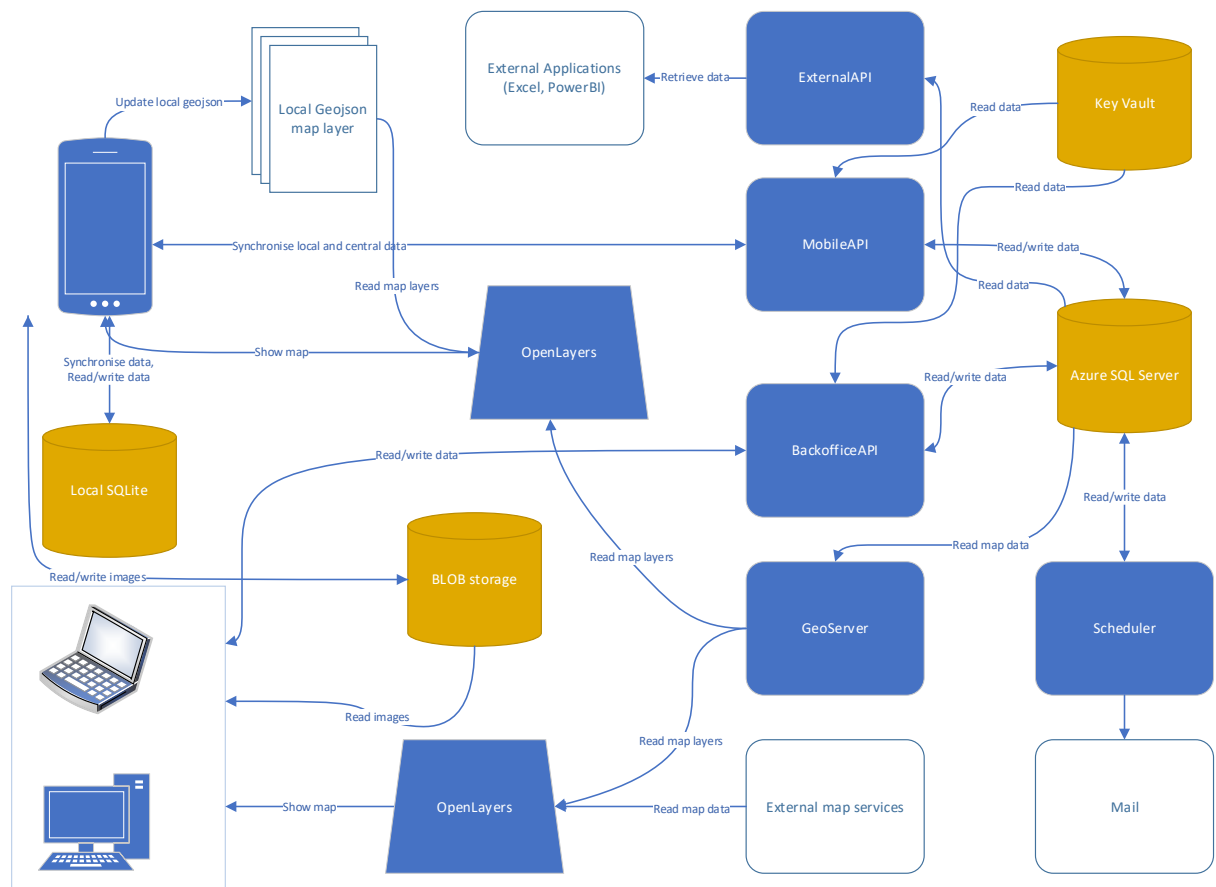 External Applications
(Excel, PowerBI)
Retrieve data
ExternalAPI
Key Vault
Update local geojson
Local Geojson
map layer
Read data
Read data
Synchronise local and central data
MobileAPI
Read/write data
Read map layers
Read data
Show map
OpenLayers
Synchronise data,
Read/write data
Read/write data
Azure SQL Server
Local SQLite
Read/write data
BackofficeAPI
Read/write data
Read map data
Read map layers
Read/write images
BLOB storage
GeoServer
Scheduler
Read images
Read map layers
Show map
OpenLayers
Read map data
External map services
Mail